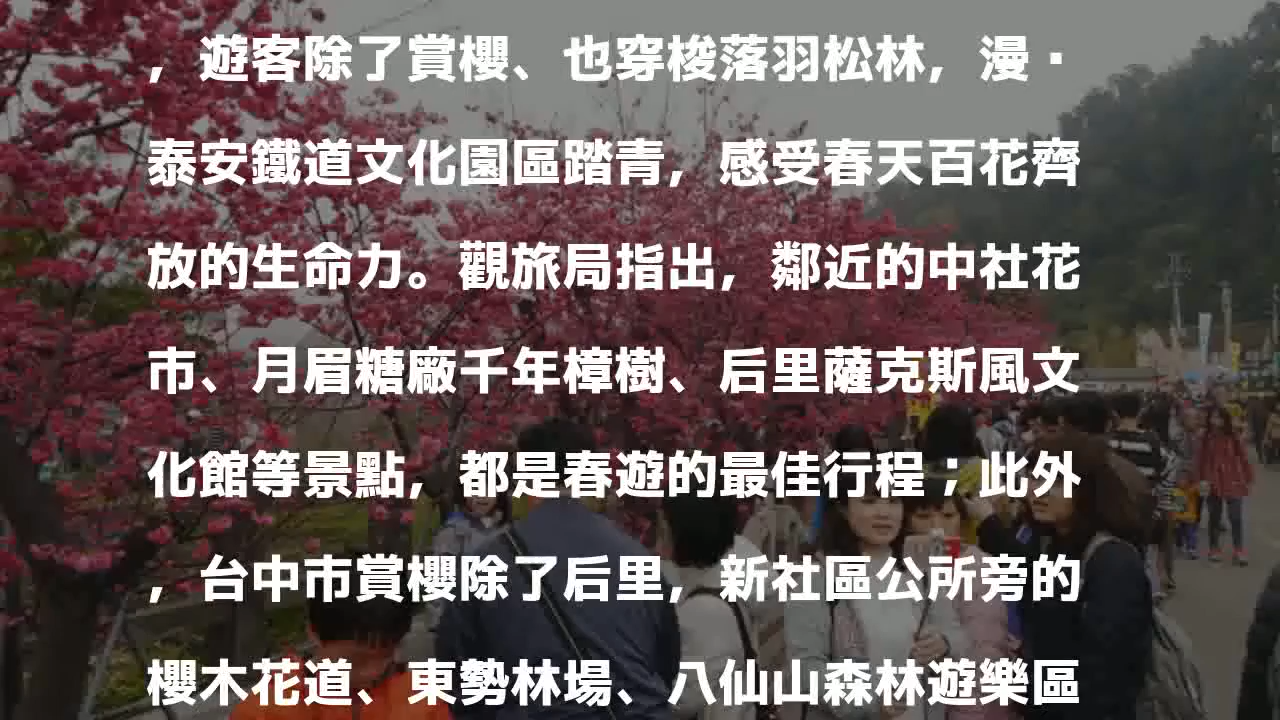 ，遊客除了賞櫻、也穿梭落羽松林，漫·
泰安鐵道文化園區踏青，感受春天百花齊
放的生命力。觀旅局指出，鄰近的中社花
市、月眉糖廠千年樟樹、后里薩克斯風文
化館等景點，都是春遊的最佳行程；此外
，台中市賞櫻除了后里，新社區公所旁的
櫻木花道、東勢林場、八仙山森林遊樂區